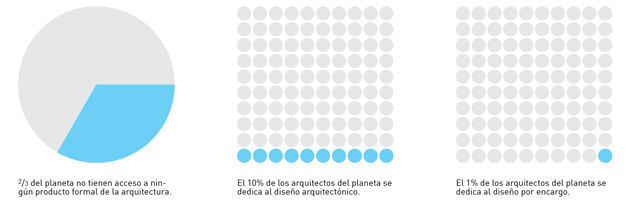 2/3 del planeta no tienen acceso a nin-
gún producto formal de la arquitectura.
El 10% de los arquitectos del planeta se
dedica al diseño arquitectónico.
El 1% de los arquitectos del planeta se
dedica al diseño por encargo.